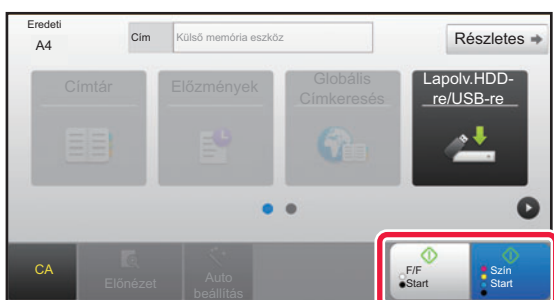 Eredeti
A4
Cím
Külső memória eszköz
Részletes
Címtár
Előzmények
Globális
Címkeresés
Lapolv.HDD-
re/USB-re
CA
Előnézet
Auto
beállítás
F/F
Start
Szín
Start